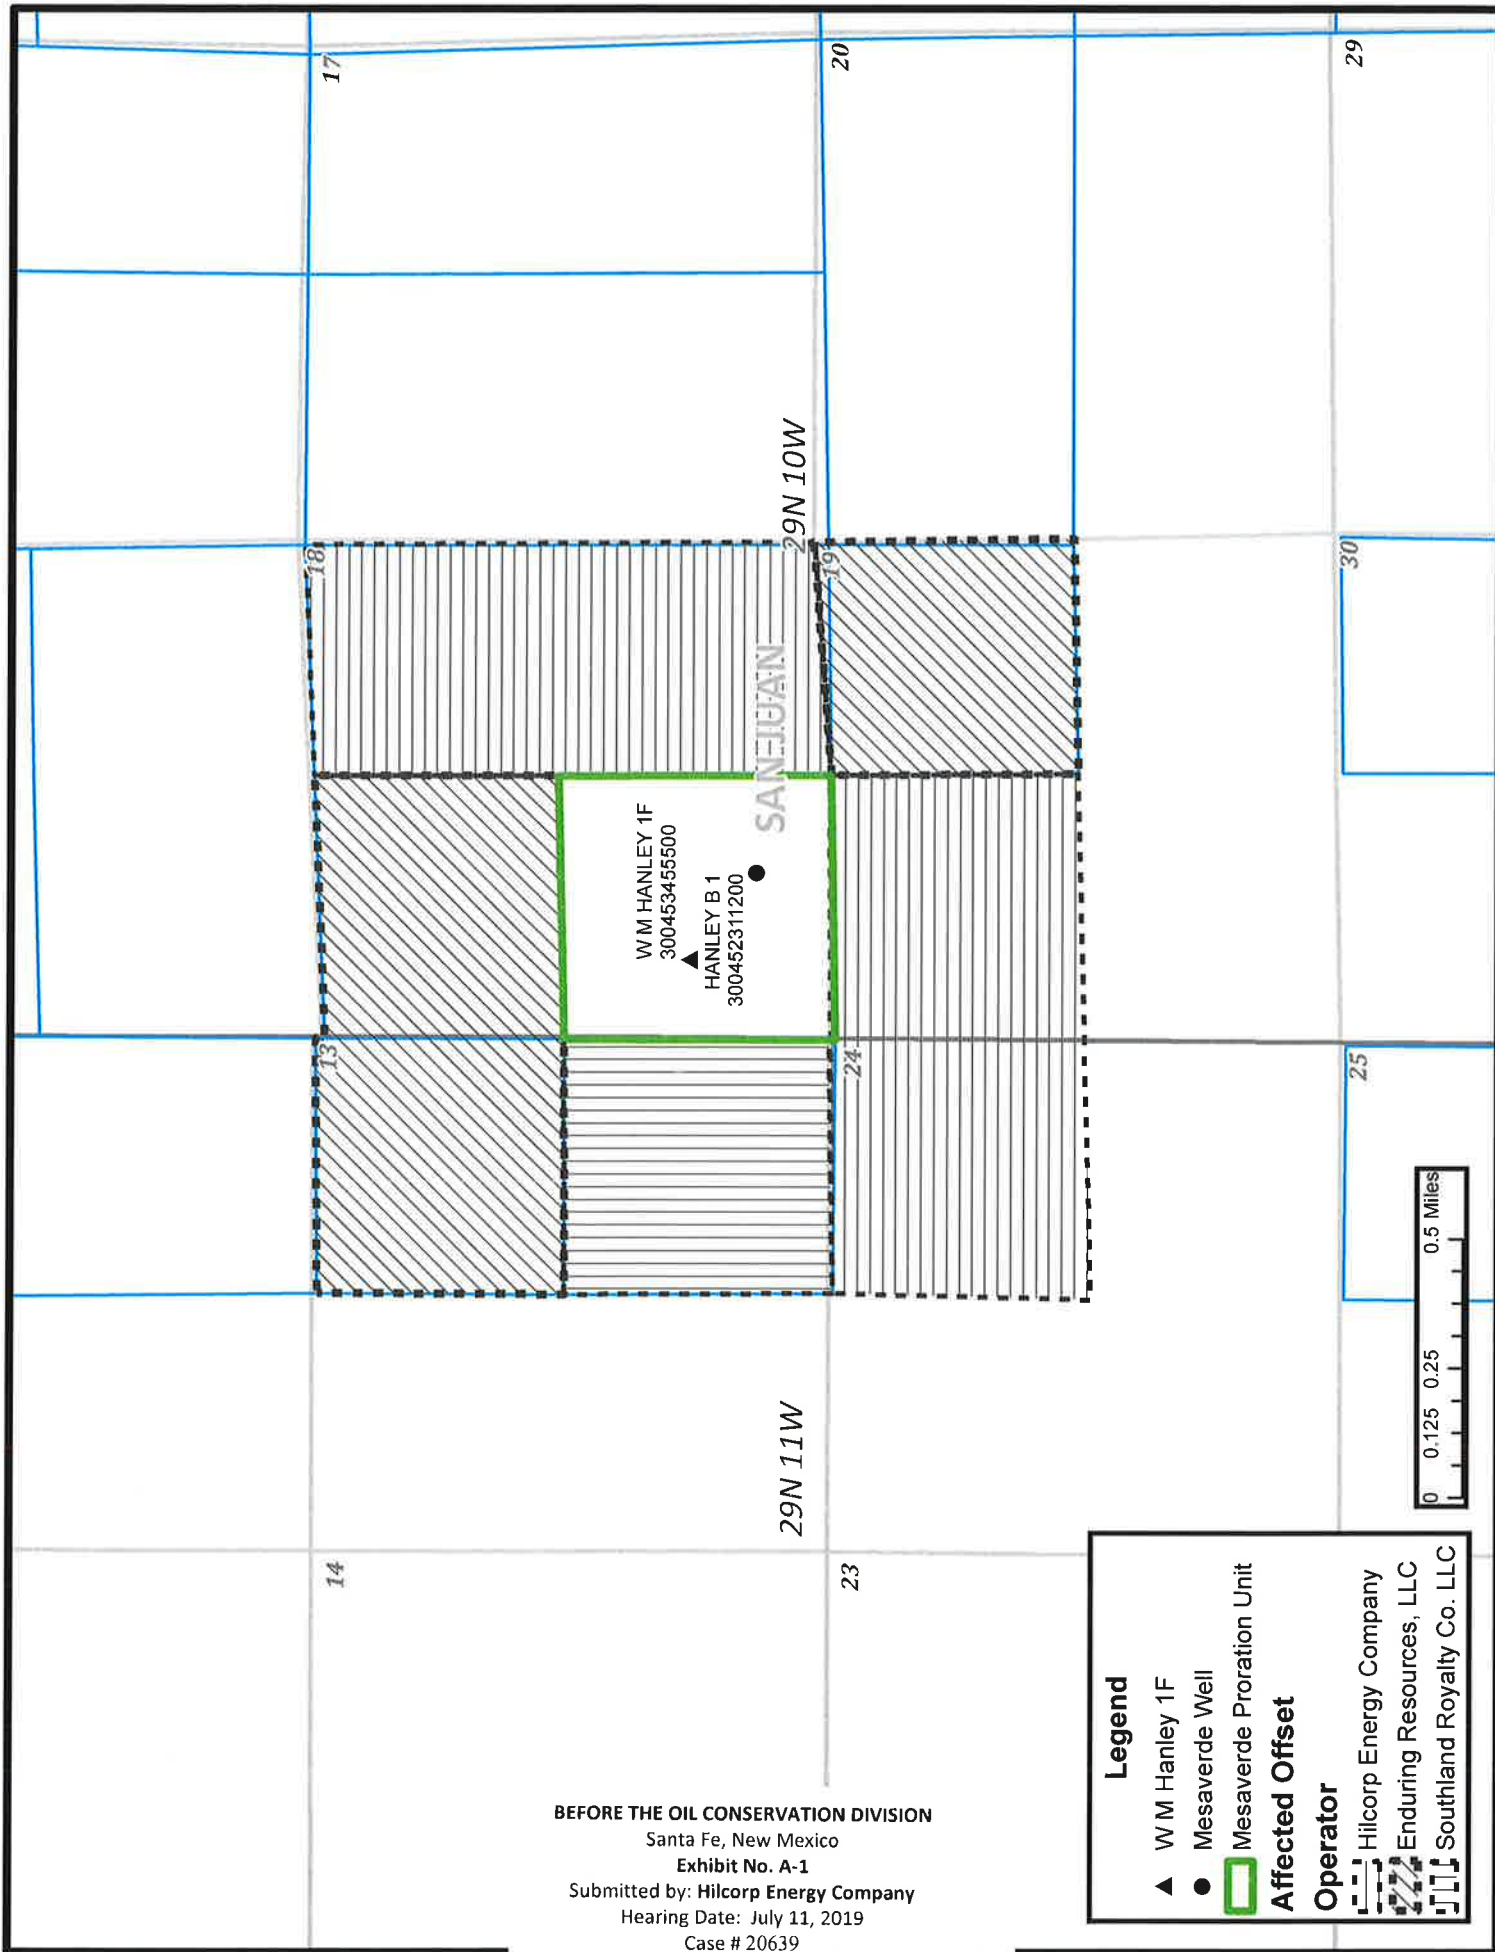 14
13
18
17
W M HANLEY 1F
300453455500
HANLEY B 1
300452311200
SAN JUAN
29N 11W
29N 10W
23
24
19
20
25
30
29
Legend
W M Hanley 1F
Mesaverde Well
Mesaverde Proration Unit
Affected Offset
Operator
Hilcorp Energy Company
Enduring Resources, LLC
Southland Royalty Co. LLC
0 0.125 0.25 0.5 Miles
BEFORE THE OIL CONSERVATION DIVISION
Santa Fe, New Mexico
Exhibit No. A-1
Submitted by: Hilcorp Energy Company
Hearing Date: July 11, 2019
Case # 20639